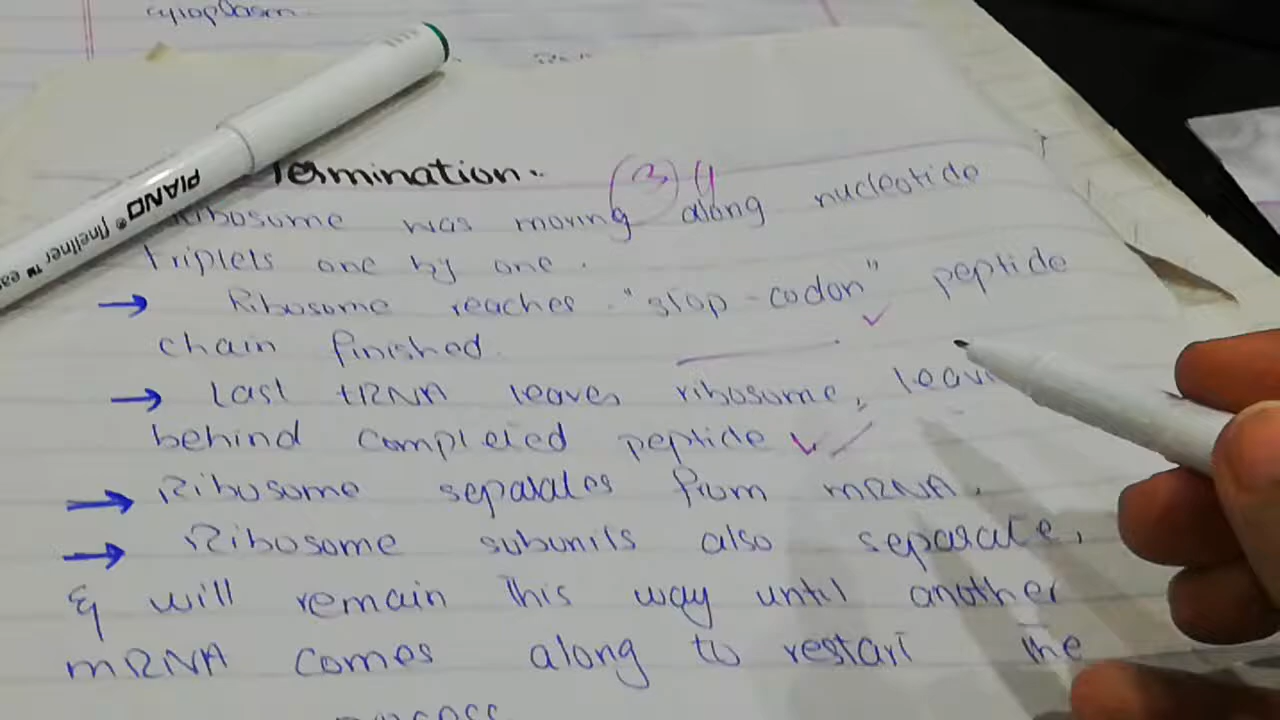 cytoplasm
Termination.
(3) 4
Ribosome was moving along nucleotide
triplets one by one.
→ Ribosome reaches "stop-codon" peptide
chain finished.
→ Last tRNA leaves ribosome,
behind completed peptide
→ Ribosome separates from mRNA.
→ Ribosome subunits also separate,
& will remain this way until another
mRNA comes along to restart the
process
PIANO® fineliner™